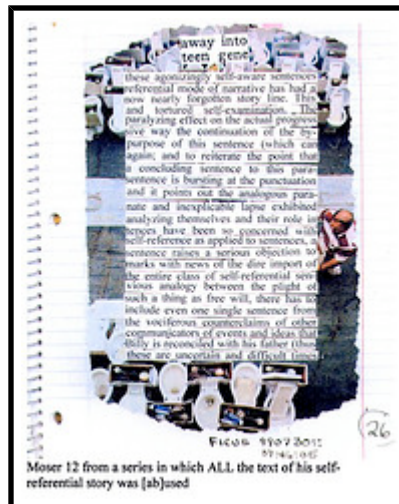 away into
teen gene
these agonizingly self-aware sentences
referential mode of narrative has had a
now nearly forgotten story line. This
and tortured self-examination. The
paralyzing effect on the actual progress
give way the continuation of the by-
purpose of this sentence (which can
again; and to reiterate the point that
a concluding sentence to this para-
sentence is bursting at the punctuation
and it points out the analogous para-
nate and inexplicable lapse exhibited
analyzing themselves and their role in
tences have been so concerned with
self-reference as applied to sentences, a
sentence raises a serious objection to
marks with news of the dire import of
the entire class of self-referential sen-
vious analogy between the plight of
such a thing as free will, there has to
include even one single sentence from
the vociferous counterclaims of other
communicators of events and ideas that
Billy is reconciled with his father (thus
these are uncertain and difficult times
26
Moser 12 from a series in which ALL the text of his self-
referential story was [ab]used